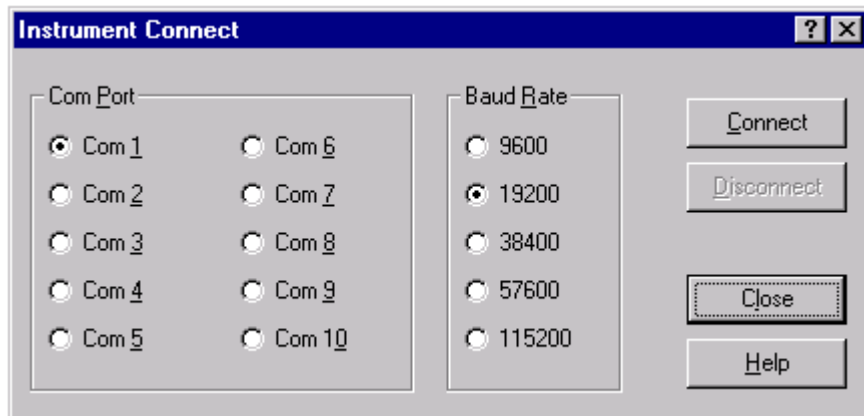 Instrument Connect
Com Port
Com 1
Com 2
Com 3
Com 4
Com 5
Com 6
Com 7
Com 8
Com 9
Com 10
Baud Rate
9600
19200
38400
57600
115200
Connect
Disconnect
Close
Help